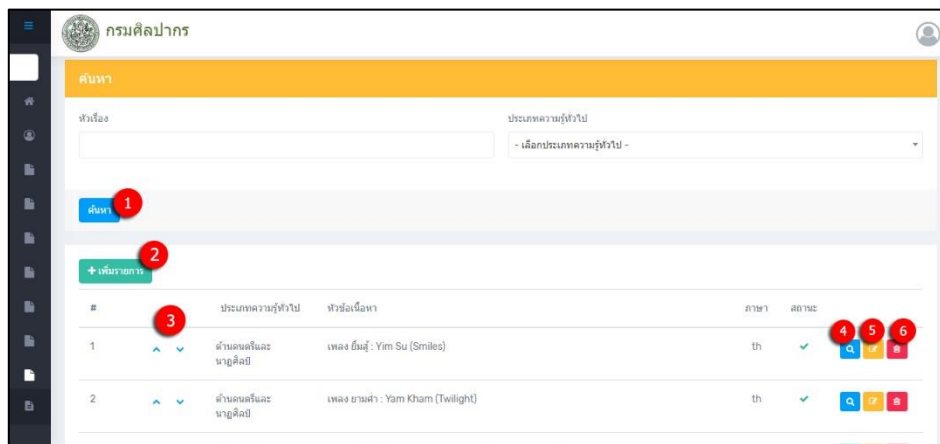 กรมศิลปากร
ค้นหา
หัวเรื่อง ประเภทความรู้ทั่วไป
- เลือกประเภทความรู้ทั่วไป -
ค้นหา 1
2
+ เพิ่มรายการ
# 3 ประเภทความรู้ทั่วไป หัวข้อเนื้อหา ภาษา สถานะ
4 5 6
1 ด้านดนตรีและ เพลง ยิ้มสู้ : Yim Su (Smiles) th
นาฏศิลป์
2 ด้านดนตรีและ เพลง ยามค่ำ : Yam Kham (Twilight) th
นาฏศิลป์